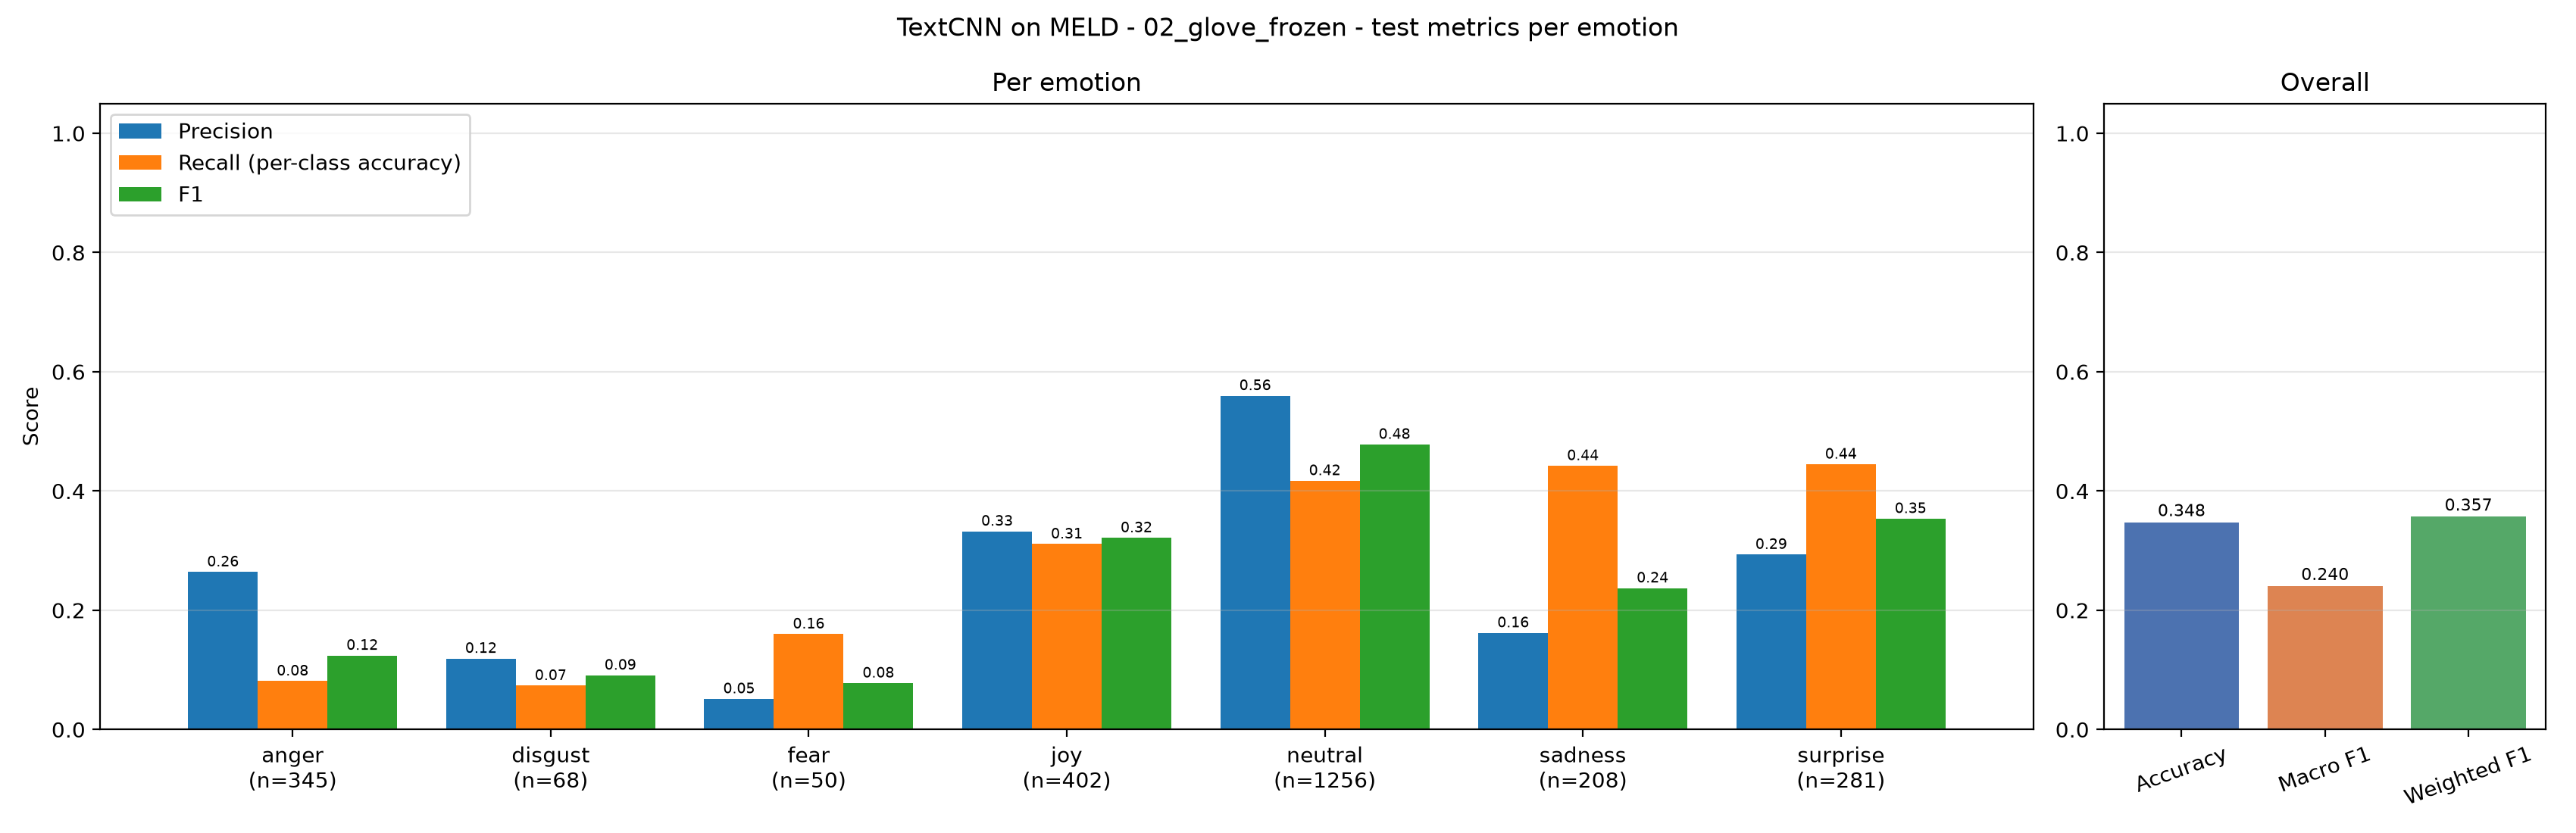 TextCNN on MELD - 02_glove_frozen - test metrics per emotion
Per emotion
Precision
Recall (per-class accuracy)
F1
Score
1.0
0.8
0.6
0.4
0.2
0.0
0.26
0.08
0.12
0.12
0.07
0.09
0.05
0.16
0.08
0.33
0.31
0.32
0.56
0.42
0.48
0.16
0.44
0.24
0.29
0.44
0.35
anger
(n=345)
disgust
(n=68)
fear
(n=50)
joy
(n=402)
neutral
(n=1256)
sadness
(n=208)
surprise
(n=281)
Overall
1.0
0.8
0.6
0.4
0.2
0.0
0.348
0.240
0.357
Accuracy
Macro F1
Weighted F1